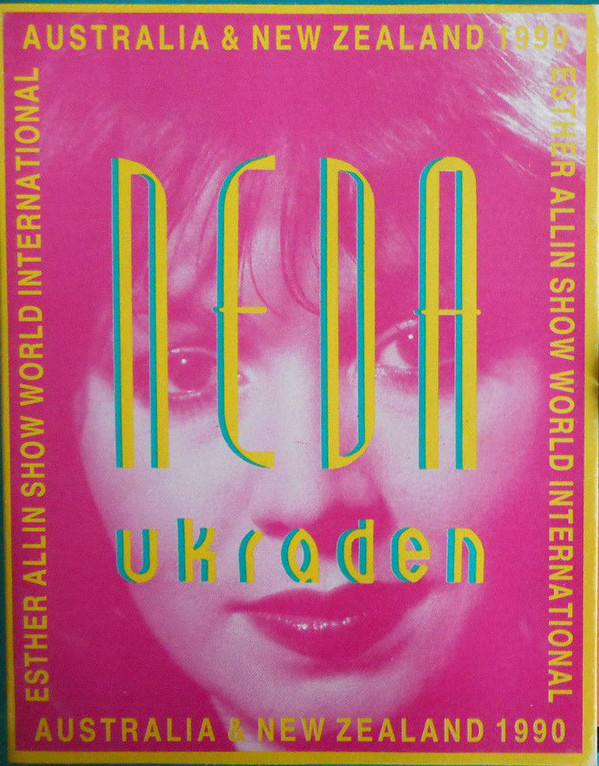 AUSTRALIA & NEW ZEALAND 1990
ESTHER ALLIN SHOW WORLD INTERNATIONAL
ESTHER ALLIN SHOW WORLD INTERNATIONAL
NEDA
ukraden
AUSTRALIA & NEW ZEALAND 1990